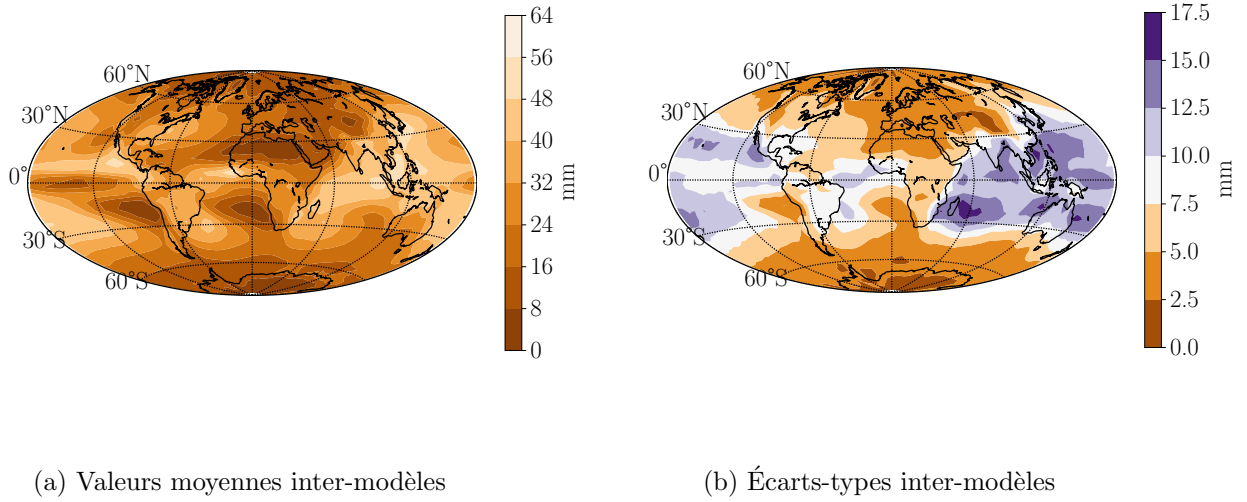 64
56
48
40
32
24
16
8
0
mm
60°N
30°N
0°
30°S
60°S
17.5
15.0
12.5
10.0
7.5
5.0
2.5
0.0
mm
60°N
30°N
0°
30°S
60°S
(a) Valeurs moyennes inter-modèles
(b) Écarts-types inter-modèles